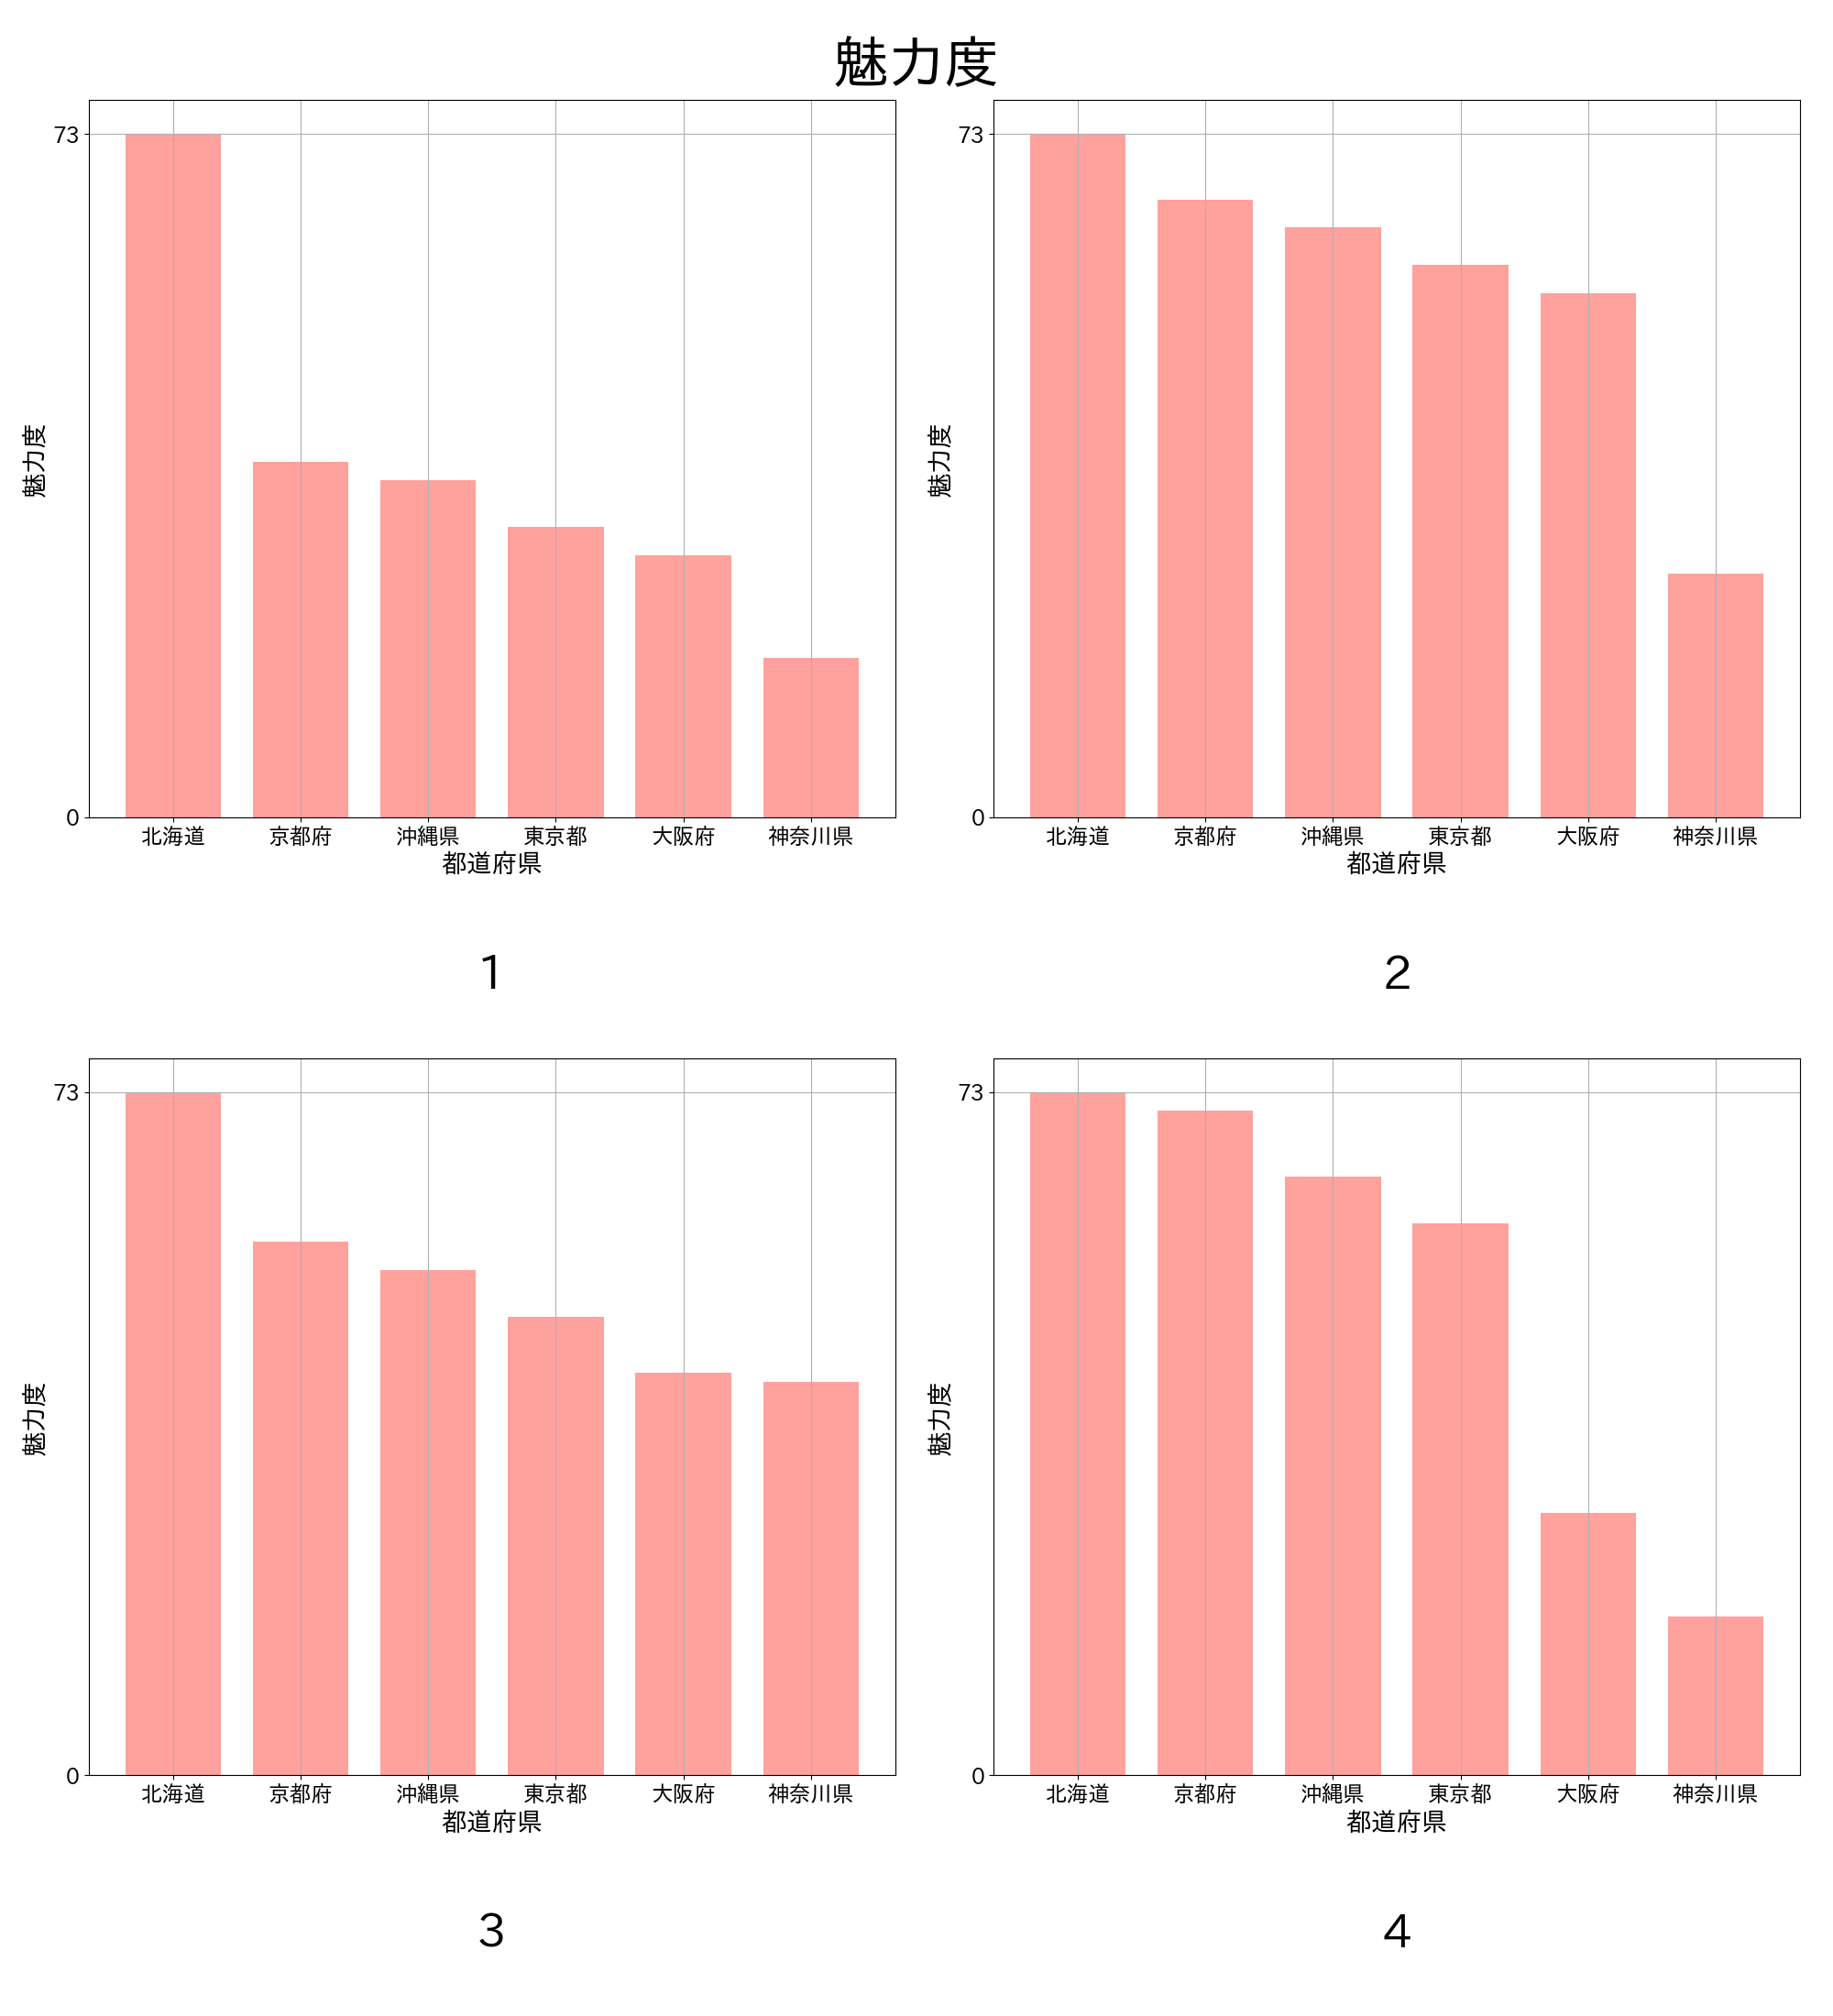 魅力度
73
0
魅力度
北海道 京都府 沖縄県 東京都 大阪府 神奈川県
都道府県
1
73
0
魅力度
北海道 京都府 沖縄県 東京都 大阪府 神奈川県
都道府県
2
73
0
魅力度
北海道 京都府 沖縄県 東京都 大阪府 神奈川県
都道府県
3
73
0
魅力度
北海道 京都府 沖縄県 東京都 大阪府 神奈川県
都道府県
4